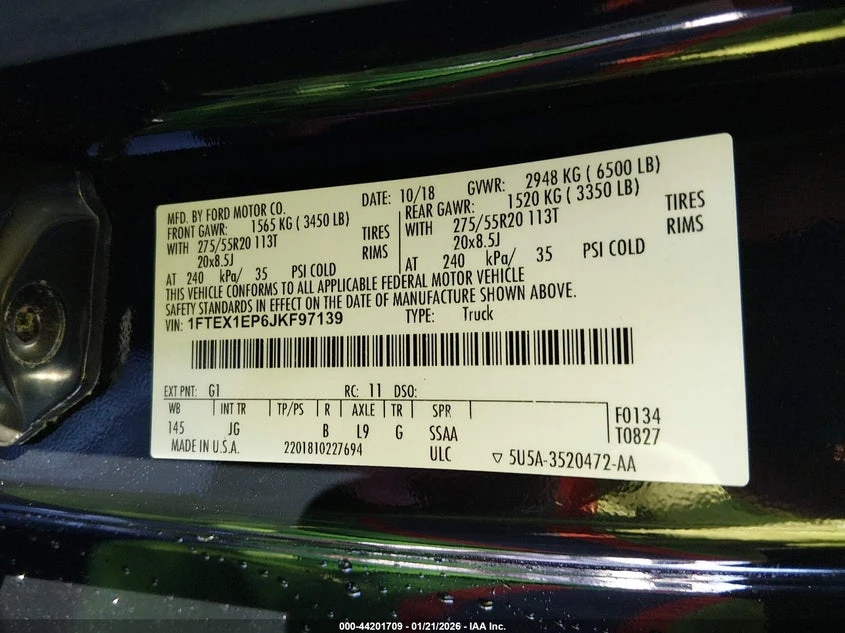 MFD. BY FORD MOTOR CO. DATE: 10/18 GVWR: 2948 KG ( 6500 LB)
FRONT GAWR: 1565 KG ( 3450 LB) REAR GAWR: 1520 KG ( 3350 LB)
WITH 275/55R20 113T TIRES WITH 275/55R20 113T TIRES
20x8.5J RIMS 20x8.5J RIMS
AT 240 kPa/ 35 PSI COLD AT 240 kPa/ 35 PSI COLD
THIS VEHICLE CONFORMS TO ALL APPLICABLE FEDERAL MOTOR VEHICLE
SAFETY STANDARDS IN EFFECT ON THE DATE OF MANUFACTURE SHOWN ABOVE.
VIN: 1FTEX1EP6JKF97139 TYPE: Truck
EXT PNT: G1 RC: 11 DSO:
WB INT TR TP/PS R AXLE TR SPR F0134
145 JG B L9 G SSAA T0827
MADE IN U.S.A. 2201810227694 ULC ▽ 5U5A-3520472-AA
000-44201709 - 01/21/2026 - IAA Inc.